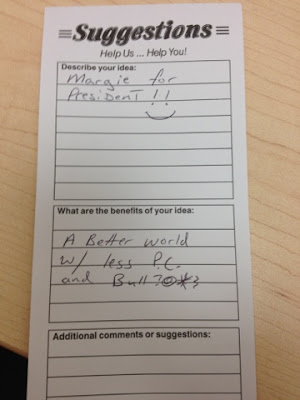 Suggestions
Help Us ... Help You!
Describe your idea:
Margie for
President !!
What are the benefits of your idea:
A Better world
w/ less P.C.
and Bull?@*}
Additional comments or suggestions: